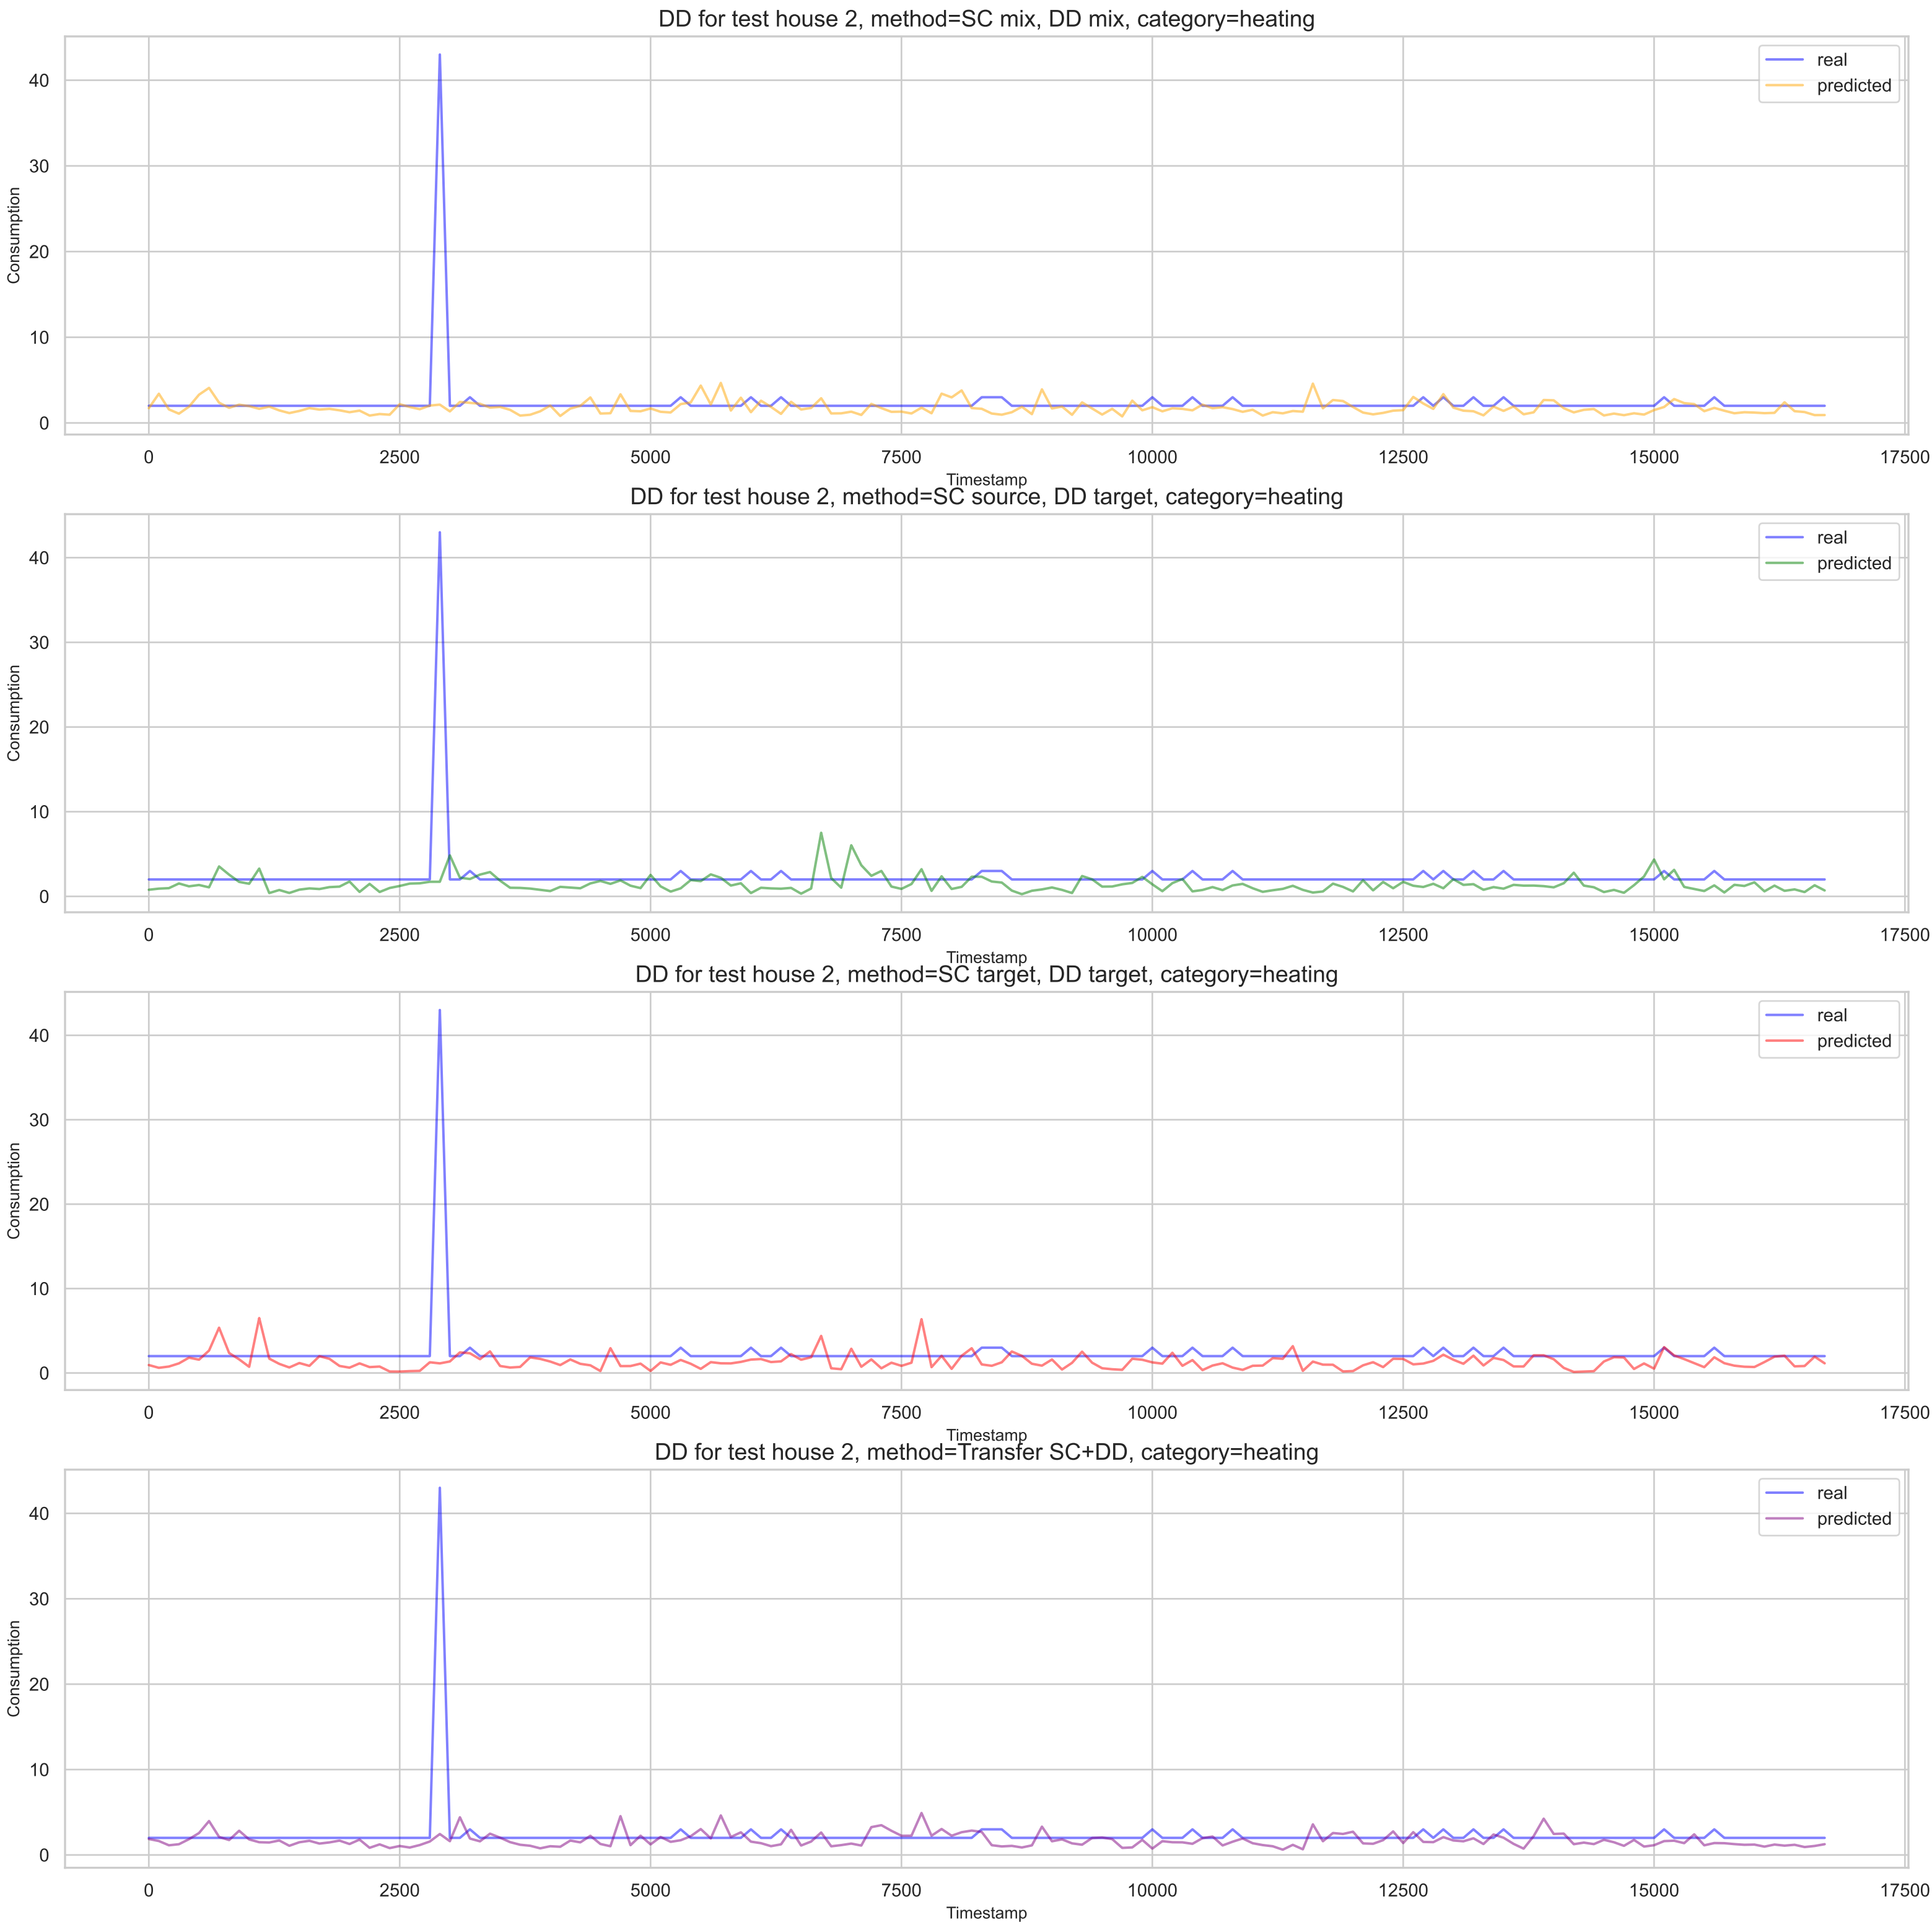 DD for test house 2, method=SC mix, DD mix, category=heating
real
predicted
40
30
20
10
0
Consumption
0 2500 5000 7500 10000 12500 15000 17500
Timestamp
DD for test house 2, method=SC source, DD target, category=heating
real
predicted
40
30
20
10
0
Consumption
0 2500 5000 7500 10000 12500 15000 17500
Timestamp
DD for test house 2, method=SC target, DD target, category=heating
real
predicted
40
30
20
10
0
Consumption
0 2500 5000 7500 10000 12500 15000 17500
Timestamp
DD for test house 2, method=Transfer SC+DD, category=heating
real
predicted
40
30
20
10
0
Consumption
0 2500 5000 7500 10000 12500 15000 17500
Timestamp